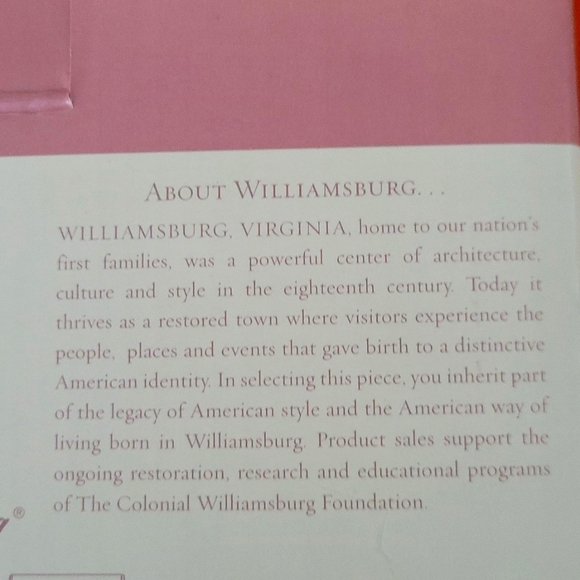 ABOUT WILLIAMSBURG...
WILLIAMSBURG, VIRGINIA, home to our nation's
first families, was a powerful center of architecture,
culture and style in the eighteenth century. Today it
thrives as a restored town where visitors experience the
people, places and events that gave birth to a distinctive
American identity. In selecting this piece, you inherit part
of the legacy of American style and the American way of
living born in Williamsburg. Product sales support the
ongoing restoration, research and educational programs
of The Colonial Williamsburg Foundation.
®